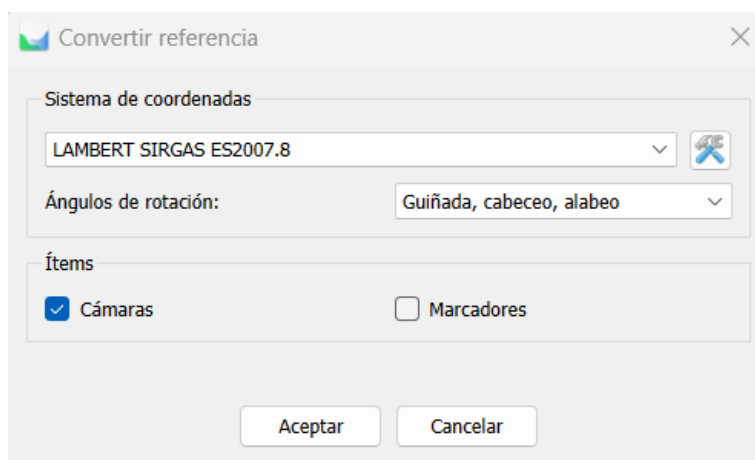 Convertir referencia
Sistema de coordenadas
LAMBERT SIRGAS ES2007.8
Ángulos de rotación: Guiñada, cabeceo, alabeo
Ítems
Cámaras Marcadores
Aceptar Cancelar